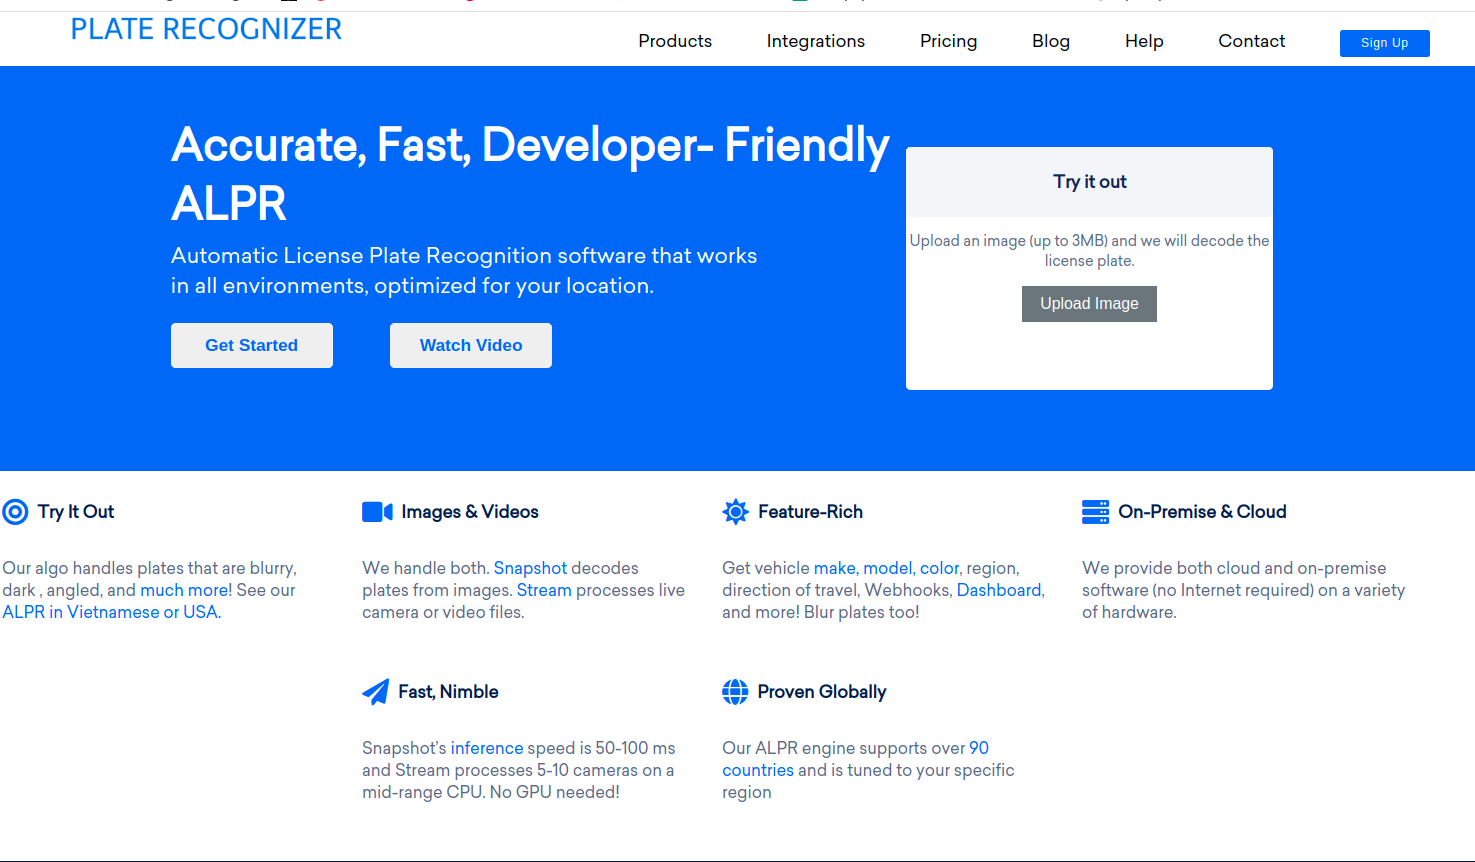 PLATE RECOGNIZER
Products
Integrations
Pricing
Blog
Help
Contact
Sign Up
Accurate, Fast, Developer- Friendly
ALPR
Automatic License Plate Recognition software that works
in all environments, optimized for your location.
Get Started
Watch Video
Try it out
Upload an image (up to 3MB) and we will decode the
license plate.
Upload Image
Try It Out
Our algo handles plates that are blurry,
dark , angled, and much more! See our
ALPR in Vietnamese or USA.
Images & Videos
We handle both. Snapshot decodes
plates from images. Stream processes live
camera or video files.
Feature-Rich
Get vehicle make, model, color, region,
direction of travel, Webhooks, Dashboard,
and more! Blur plates too!
On-Premise & Cloud
We provide both cloud and on-premise
software (no Internet required) on a variety
of hardware.
Fast, Nimble
Snapshot's inference speed is 50-100 ms
and Stream processes 5-10 cameras on a
mid-range CPU. No GPU needed!
Proven Globally
Our ALPR engine supports over 90
countries and is tuned to your specific
region